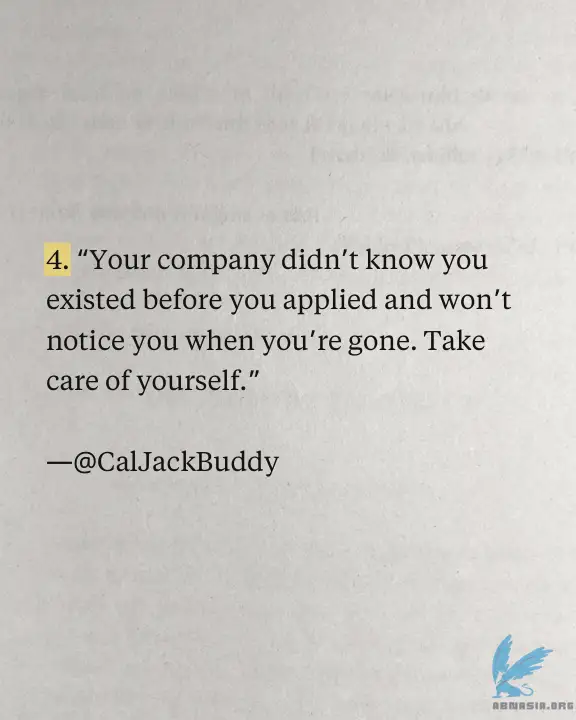 4. “Your company didn’t know you
existed before you applied and won’t
notice you when you’re gone. Take
care of yourself.”
—@CalJackBuddy
ABNASIA.ORG